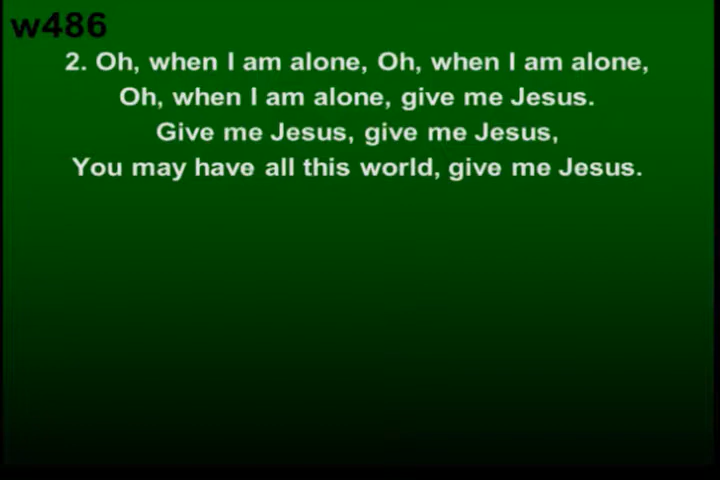 w486
2. Oh, when I am alone, Oh, when I am alone,
Oh, when I am alone, give me Jesus.
Give me Jesus, give me Jesus,
You may have all this world, give me Jesus.